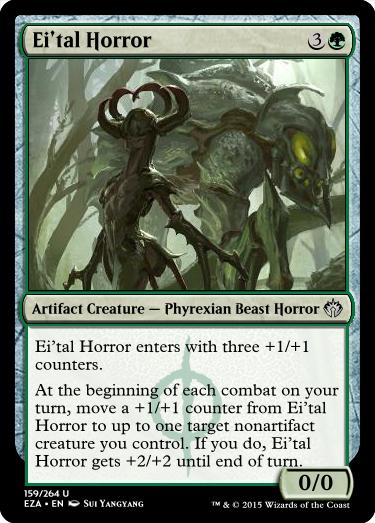 Ei'tal Horror 3
Artifact Creature — Phyrexian Beast Horror
Ei'tal Horror enters with three +1/+1
counters.
At the beginning of each combat on your
turn, move a +1/+1 counter from Ei'tal
Horror to up to one target nonartifact
creature you control. If you do, Ei'tal
Horror gets +2/+2 until end of turn.
0/0
159/264 U
EZA • EN Sui Yangyang
™ & © 2015 Wizards of the Coast